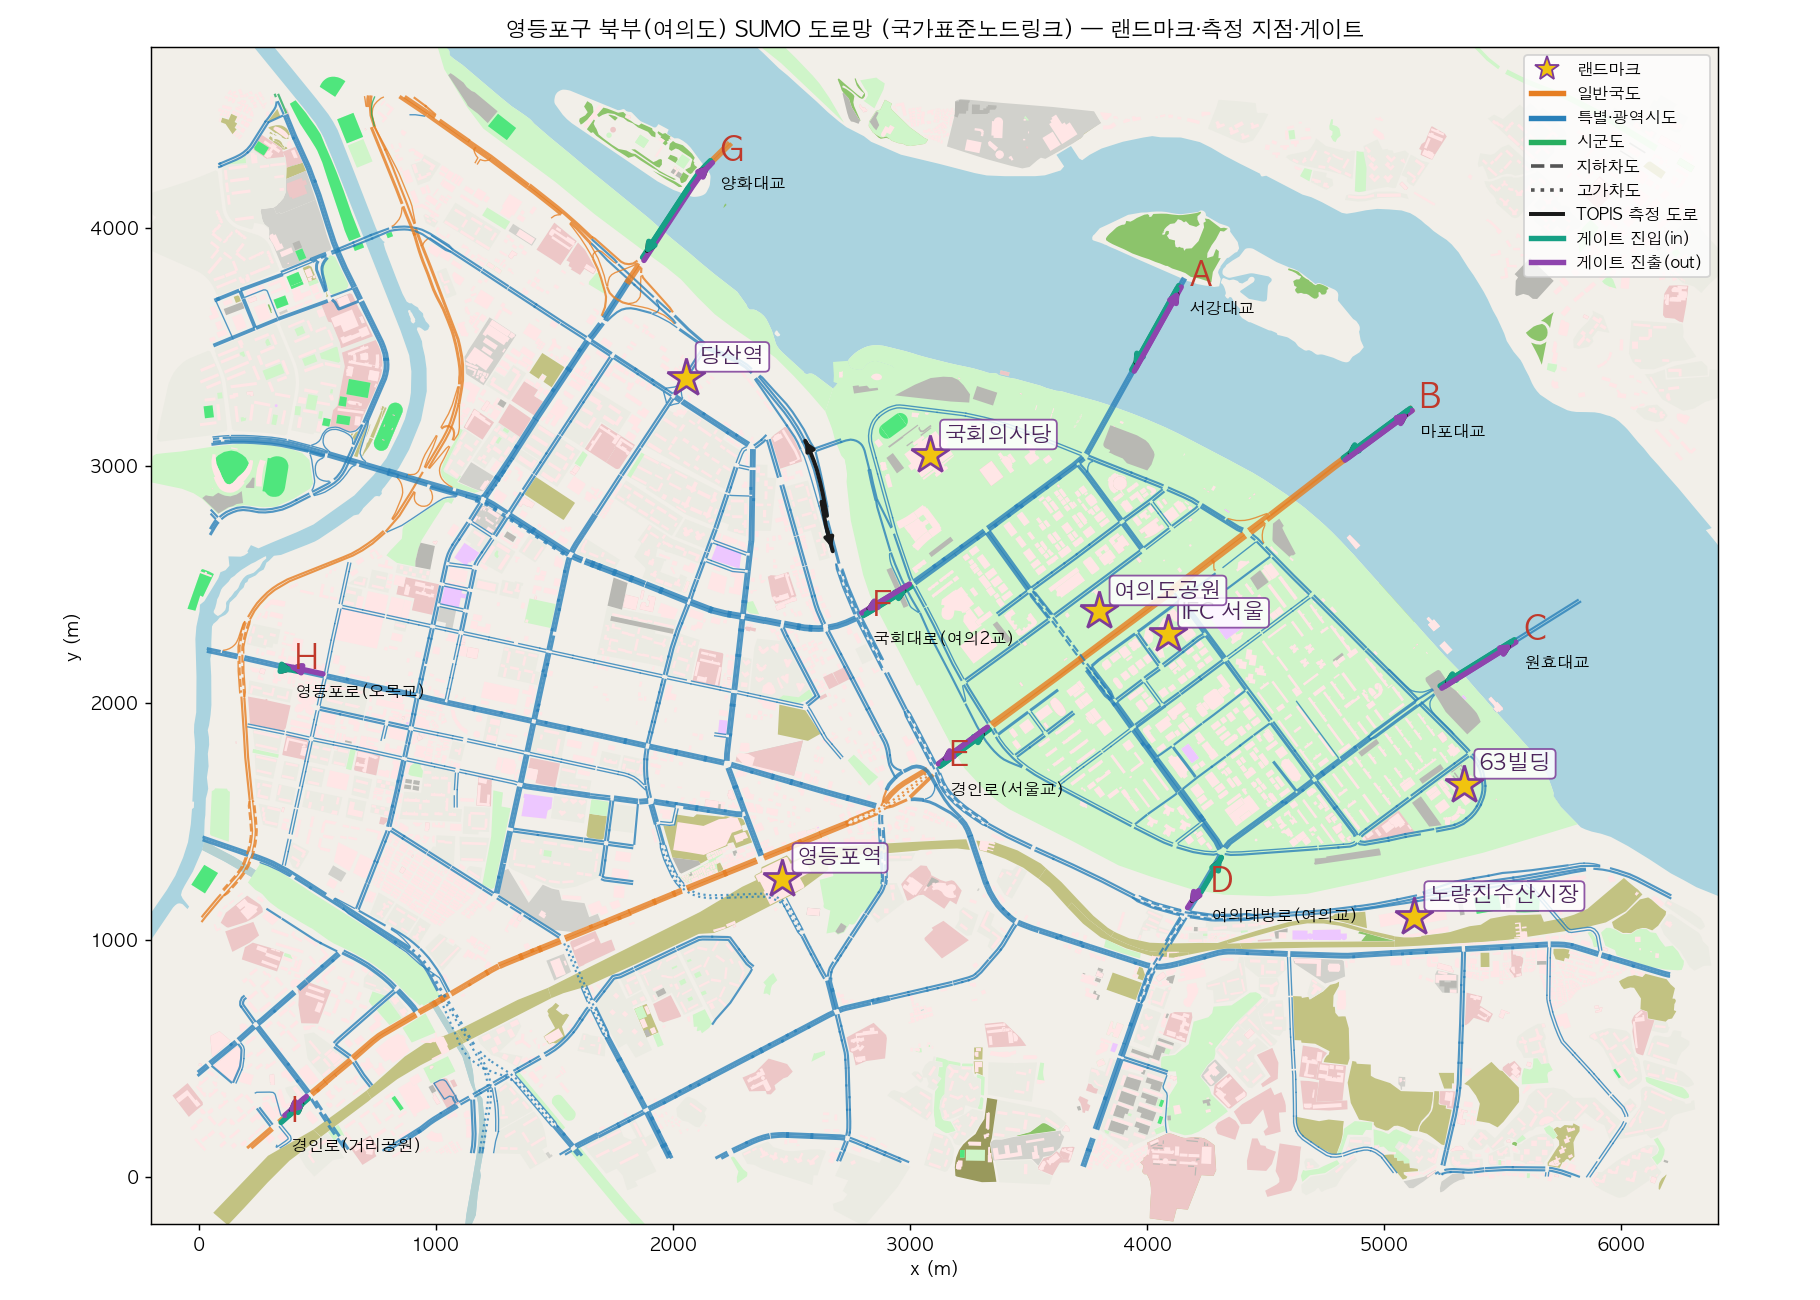 영등포구 북부(여의도) SUMO 도로망 (국가표준노드링크) — 랜드마크·측정 지점·게이트
랜드마크
일반국도
특별·광역시도
시군도
지하차도
고가차도
TOPIS 측정 도로
게이트 진입(in)
게이트 진출(out)
G
양화대교
A
서강대교
B
마포대교
당산역
국회의사당
여의도공원
IFC 서울
F
국회대로(여의2교)
C
원효대교
H
영등포로(오목교)
E
경인로(서울교)
63빌딩
영등포역
D
여의대방로(여의교)
노량진수산시장
I
경인로(거리공원)
4000
3000
2000
1000
0
y (m)
0
1000
2000
3000
4000
5000
6000
x (m)